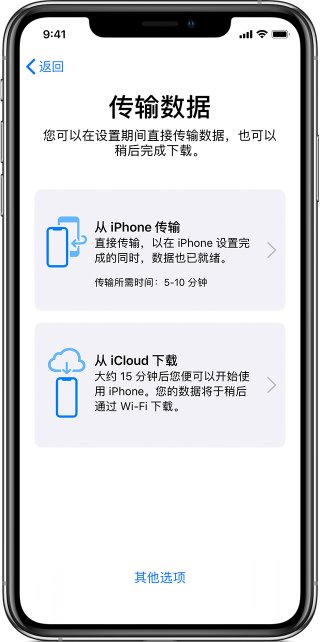 9:41
返回
传输数据
您可以在设置期间直接传输数据，也可以
稍后完成下载。
从 iPhone 传输
直接传输，以在 iPhone 设置完
成的同时，数据也已就绪。
传输所需时间：5-10 分钟
从 iCloud 下载
大约 15 分钟后您便可以开始使
用 iPhone。您的数据将于稍后
通过 Wi-Fi 下载。
其他选项